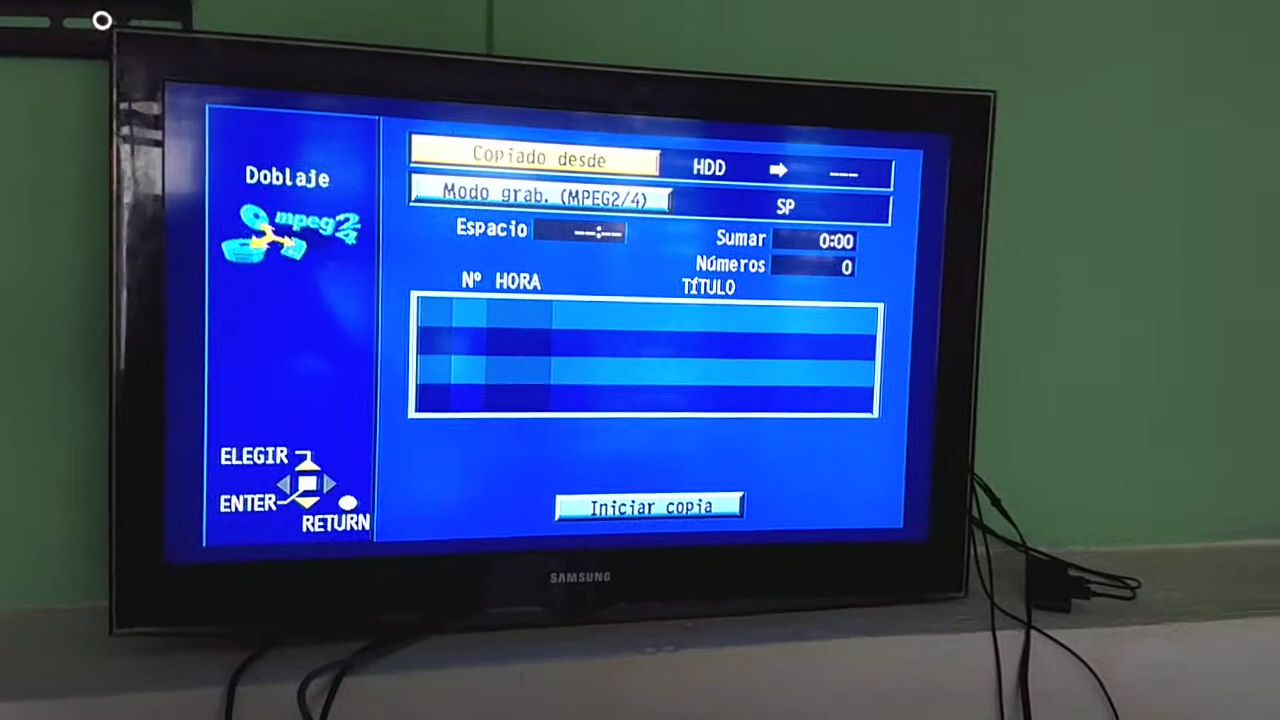 Doblaje
mpeg2
4
Copiado desde HDD ➡ ----
Modo grab. (MPEG2/4) SP
Espacio --:--
Sumar 0:00
Números 0
Nº HORA TÍTULO
ELEGIR
ENTER
RETURN
Iniciar copia
SAMSUNG